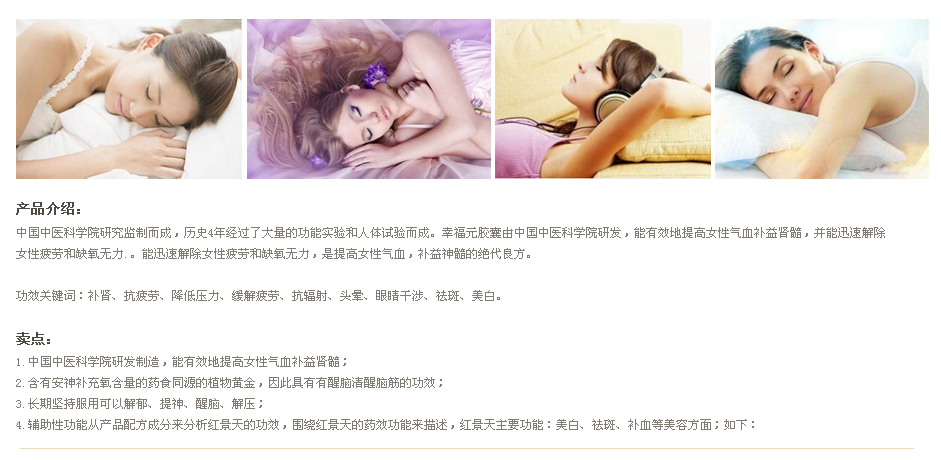 产品介绍：
中国中医科学院研究监制而成，历史4年经过了大量的功能实验和人体试验而成。幸福元胶囊由中国中医科学院研发，能有效地提高女性气血补益肾髓，并能迅速解除
女性疲劳和缺氧无力.。能迅速解除女性疲劳和缺氧无力，是提高女性气血，补益神髓的绝代良方。
功效关键词：补肾、抗疲劳、降低压力、缓解疲劳、抗辐射、头晕、眼睛干涉、祛斑、美白。
卖点：
1. 中国中医科学院研发制造，能有效地提高女性气血补益肾髓；
2. 含有安神补充氧含量的药食同源的植物黄金，因此具有有醒脑清醒脑筋的功效；
3. 长期坚持服用可以解郁、提神、醒脑、解压；
4. 辅助性功能从产品配方成分来分析红景天的功效，围绕红景天的药效功能来描述，红景天主要功能：美白、祛斑、补血等美容方面；如下：